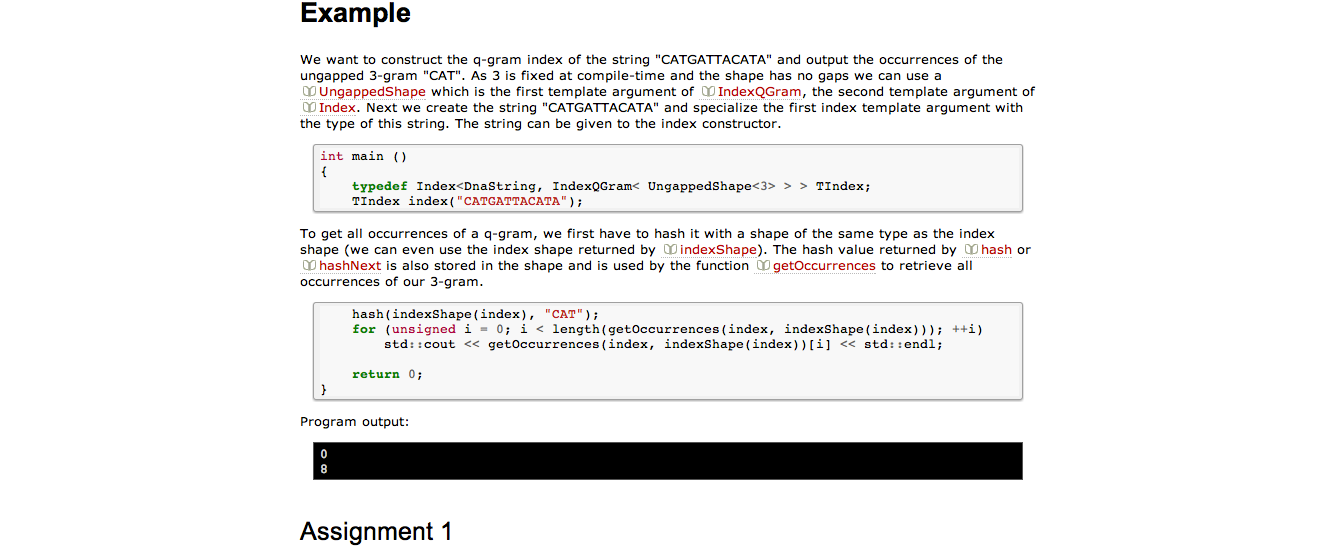 Example
We want to construct the q-gram index of the string "CATGATTACATA" and output the occurrences of the
ungapped 3-gram "CAT". As 3 is fixed at compile-time and the shape has no gaps we can use a
UngappedShape which is the first template argument of IndexQGram, the second template argument of
Index. Next we create the string "CATGATTACATA" and specialize the first index template argument with
the type of this string. The string can be given to the index constructor.
int main ()
{
    typedef Index<DnaString, IndexQGram< UngappedShape<3> > > TIndex;
    TIndex index("CATGATTACATA");
To get all occurrences of a q-gram, we first have to hash it with a shape of the same type as the index
shape (we can even use the index shape returned by indexShape). The hash value returned by hash or
hashNext is also stored in the shape and is used by the function getOccurrences to retrieve all
occurrences of our 3-gram.
    hash(indexShape(index), "CAT");
    for (unsigned i = 0; i < length(getOccurrences(index, indexShape(index))); ++i)
        std::cout << getOccurrences(index, indexShape(index))[i] << std::endl;
    return 0;
}
Program output:
0
8
Assignment 1